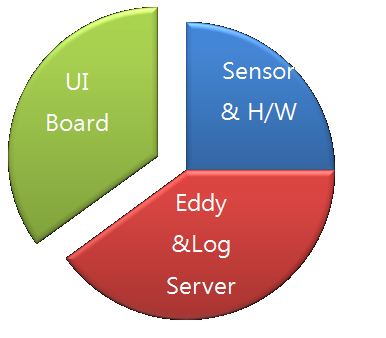 UI
Board
Sensor
& H/W
Eddy
&Log
Server